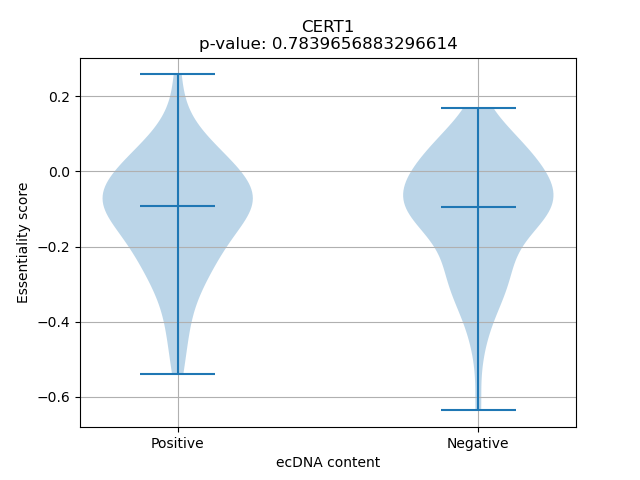 CERT1
p-value: 0.7839656883296614
Essentiality score
0.2
0.0
−0.2
−0.4
−0.6
Positive
Negative
ecDNA content